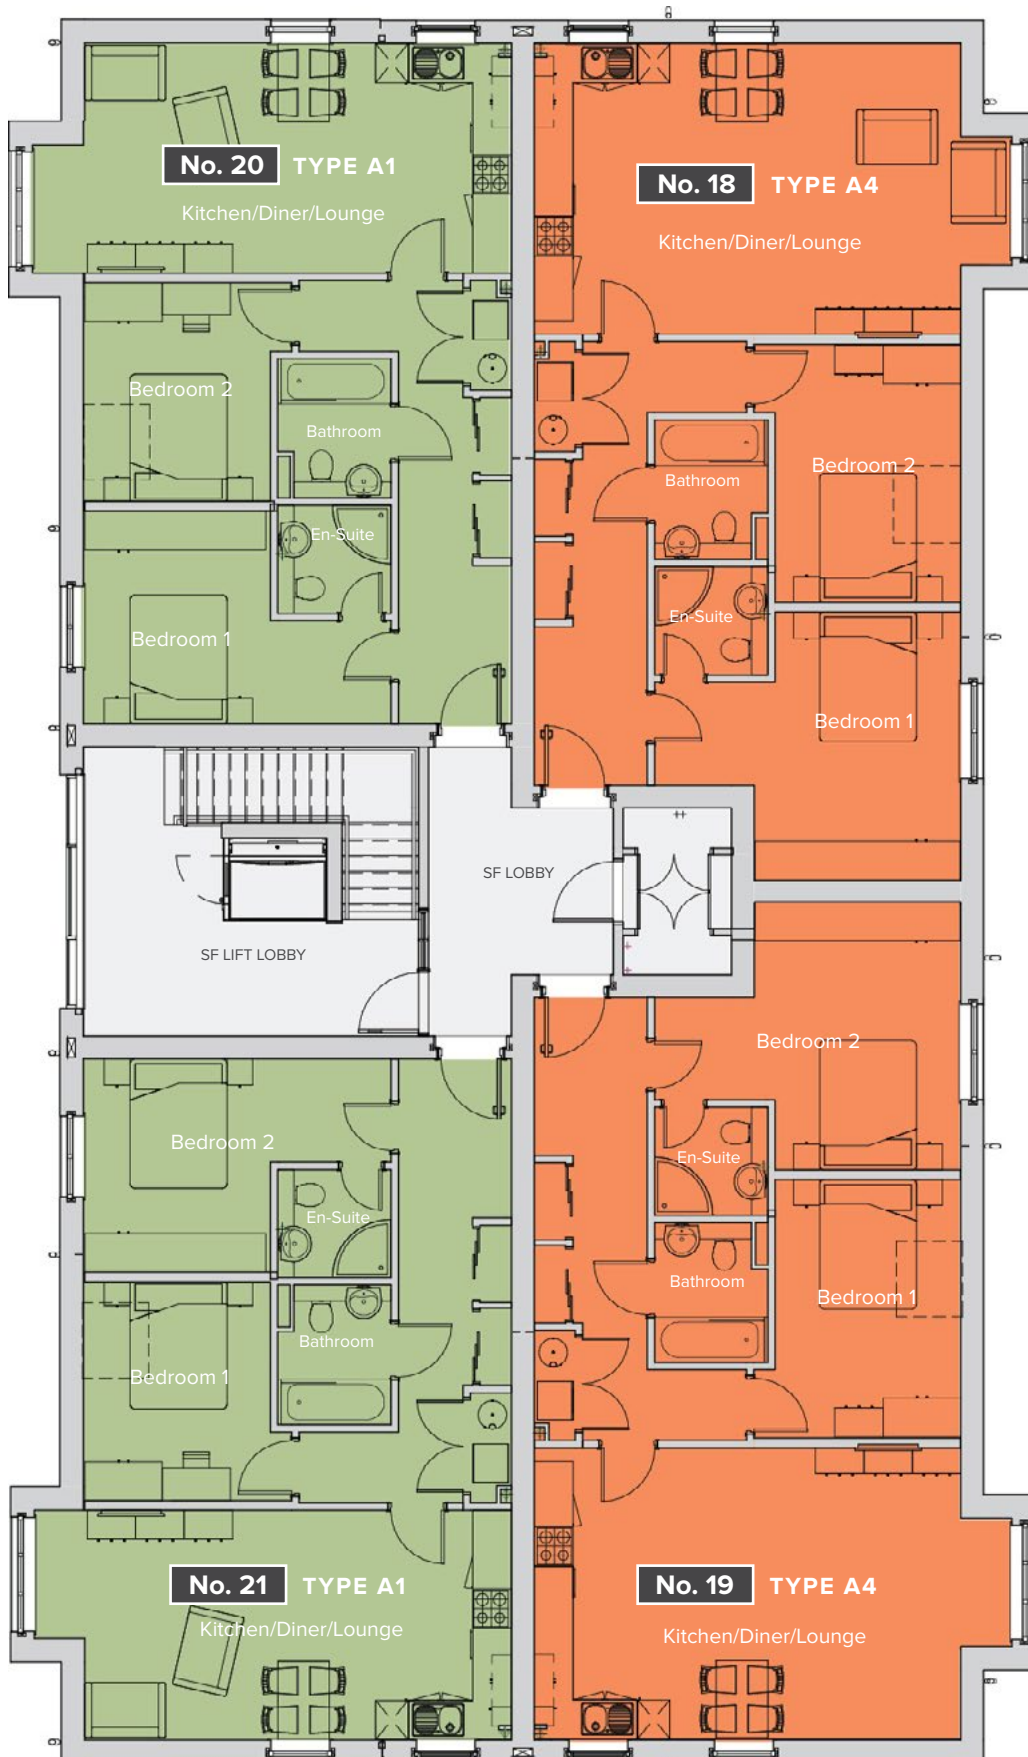 No. 20 TYPE A1
Kitchen/Diner/Lounge
No. 18 TYPE A4
Kitchen/Diner/Lounge
Bedroom 2
Bathroom
Bedroom 2
Bathroom
En-Suite
En-Suite
Bedroom 1
Bedroom 1
SF LOBBY
SF LIFT LOBBY
Bedroom 2
Bedroom 2
En-Suite
En-Suite
Bathroom
Bedroom 1
Bathroom
Bedroom 1
No. 21 TYPE A1
Kitchen/Diner/Lounge
No. 19 TYPE A4
Kitchen/Diner/Lounge